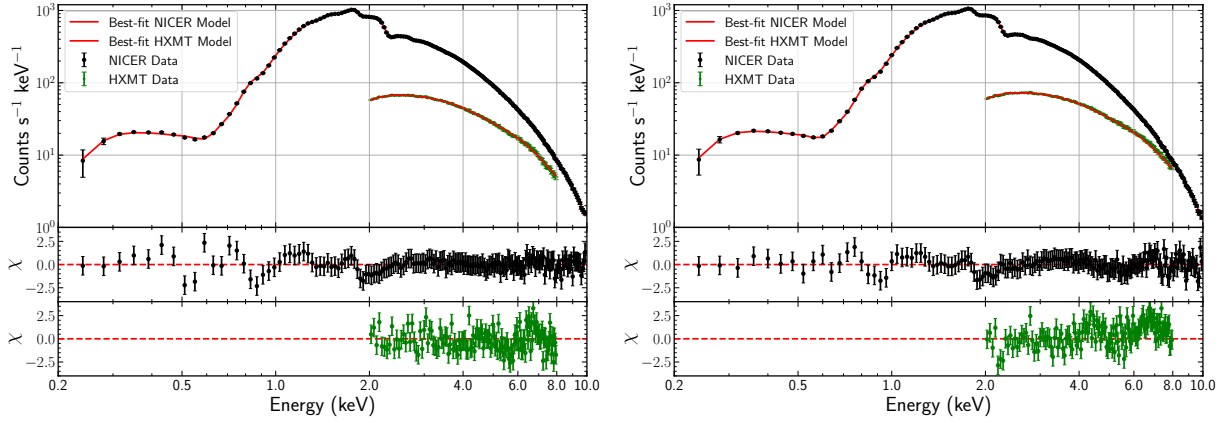 Counts s⁻¹ keV⁻¹
10³
10²
10¹
10⁰
Best-fit NICER Model
Best-fit HXMT Model
NICER Data
HXMT Data
χ
2.5
0.0
−2.5
χ
2.5
0.0
−2.5
0.2 0.5 1.0 2.0 4.0 6.0 8.0 10.0
Energy (keV)
Counts s⁻¹ keV⁻¹
10³
10²
10¹
10⁰
Best-fit NICER Model
Best-fit HXMT Model
NICER Data
HXMT Data
χ
2.5
0.0
−2.5
χ
2.5
0.0
−2.5
0.2 0.5 1.0 2.0 4.0 6.0 8.0 10.0
Energy (keV)